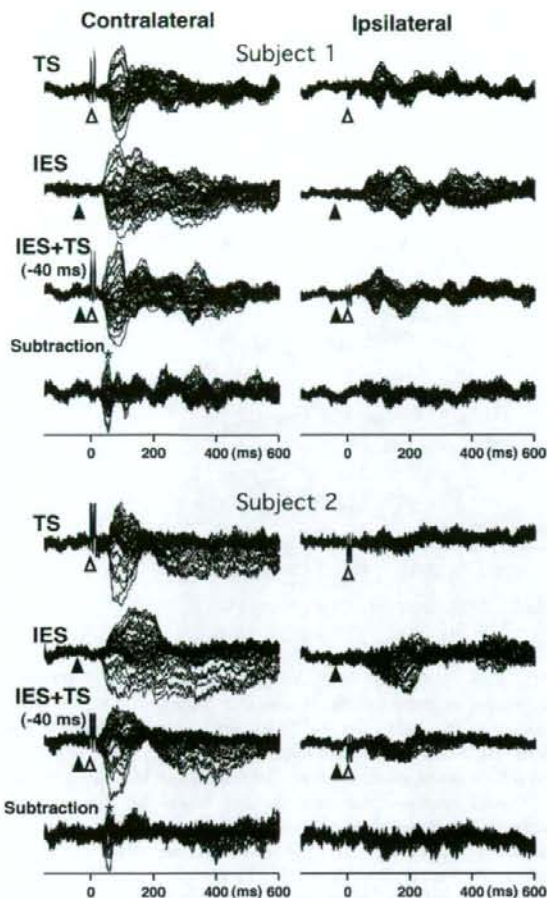 Contralateral Ipsilateral
Subject 1
TS
IES
IES+TS
(-40 ms)
Subtraction *
0 200 400 (ms) 600 0 200 400 (ms) 600
Subject 2
TS
IES
IES+TS
(-40 ms)
Subtraction *
0 200 400 (ms) 600 0 200 400 (ms) 600